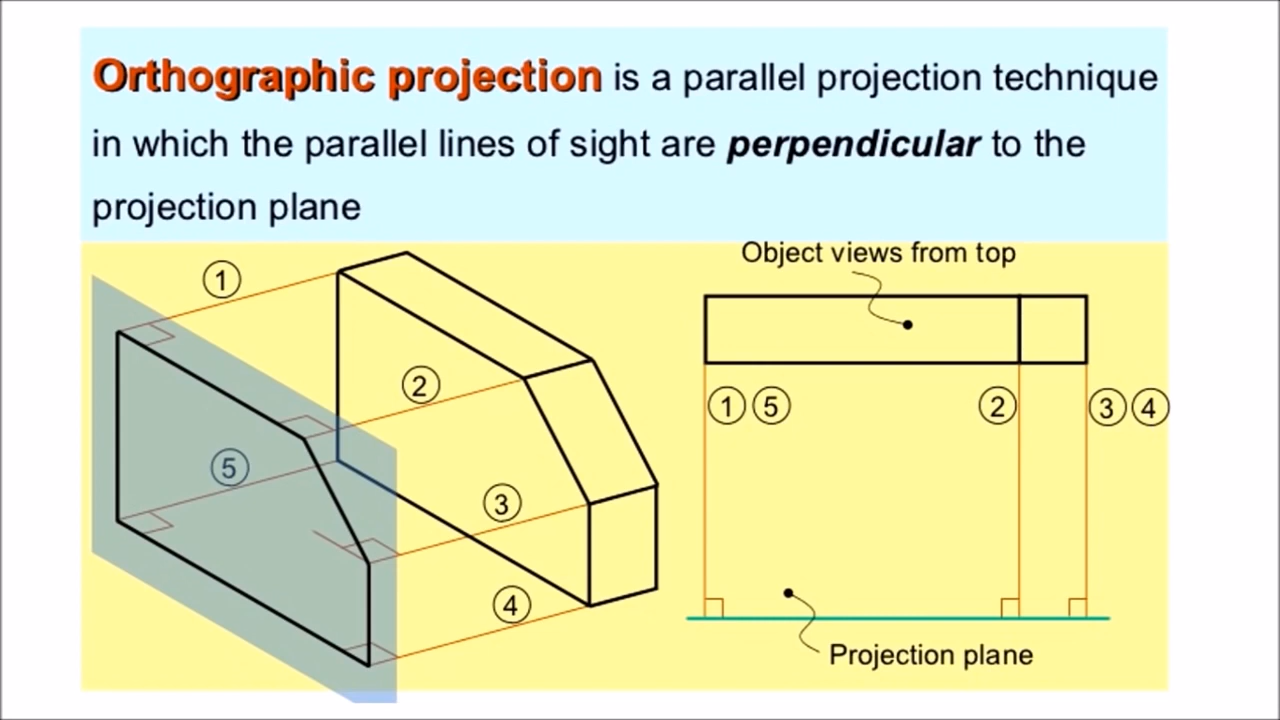 Orthographic projection is a parallel projection technique
in which the parallel lines of sight are perpendicular to the
projection plane
Object views from top
1
2
5
3
4
1 5
2
3 4
Projection plane